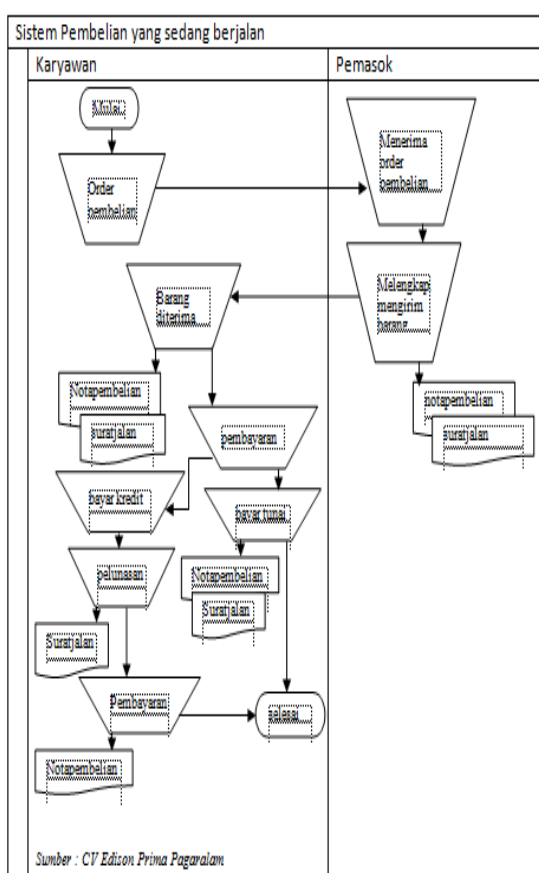 Sistem Pembelian yang sedang berjalan
Karyawan
Pemasok
Mulai
Order
pembelian
Menerima
order
pembelian
Melengkap
mengirim
barang
Barang
diterima
Notapembelian
suratjalan
notapembelian
suratjalan
pembayaran
bayar kredit
bayar tunai
pelunasan
Notapembelian
Suratjalan
Suratjalan
Pembayaran
selesai
Notapembelian
Sumber : CV Edison Prima Pagaralam